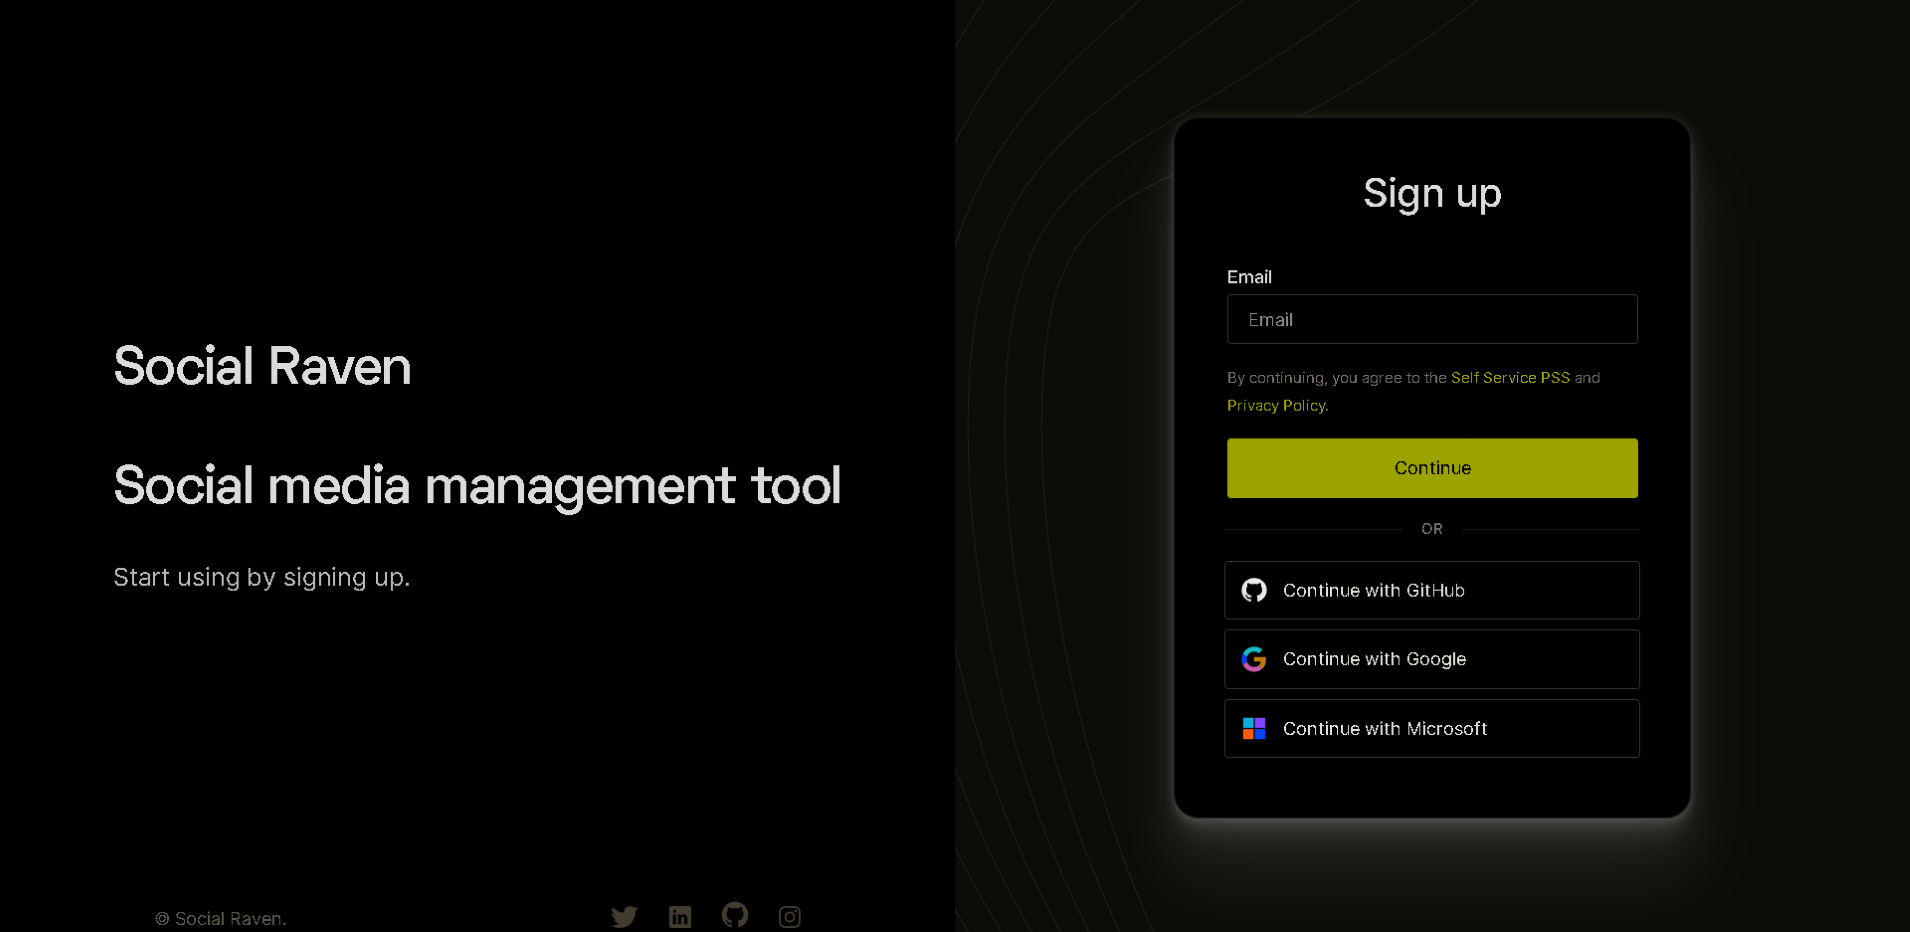 Social Raven
Social media management tool
Start using by signing up.
© Social Raven.
Sign up
Email
Email
By continuing, you agree to the Self Service PSS and
Privacy Policy.
Continue
OR
Continue with GitHub
Continue with Google
Continue with Microsoft